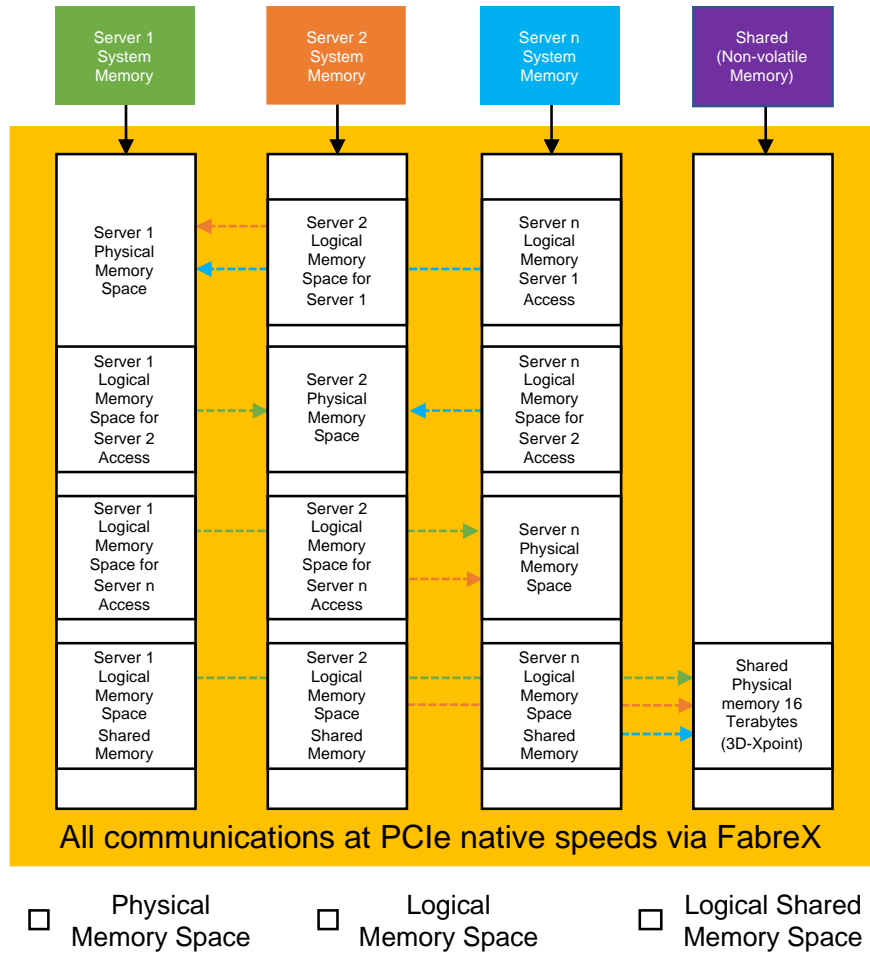 Server 1
System
Memory
Server 2
System
Memory
Server n
System
Memory
Shared
(Non-volatile
Memory)
Server 1
Physical
Memory
Space
Server 2
Logical
Memory
Space for
Server 1
Server n
Logical
Memory
Server 1
Access
Server 1
Logical
Memory
Space for
Server 2
Access
Server 2
Physical
Memory
Space
Server n
Logical
Memory
Space for
Server 2
Access
Server 1
Logical
Memory
Space for
Server n
Access
Server 2
Logical
Memory
Space for
Server n
Access
Server n
Physical
Memory
Space
Server 1
Logical
Memory
Space
Shared
Memory
Server 2
Logical
Memory
Space
Shared
Memory
Server n
Logical
Memory
Space
Shared
Memory
Shared
Physical
memory 16
Terabytes
(3D-Xpoint)
All communications at PCIe native speeds via FabreX
Physical
Memory Space
Logical
Memory Space
Logical Shared
Memory Space